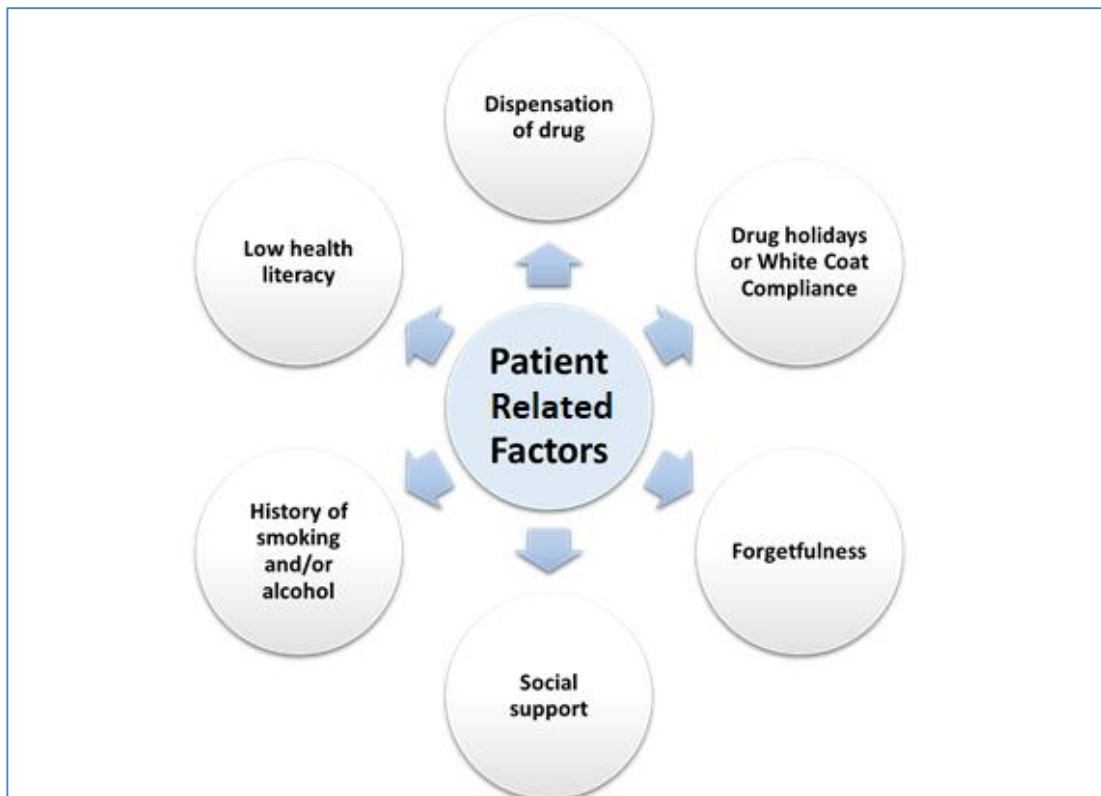 Dispensation
of drug
Drug holidays
or White Coat
Compliance
Forgetfulness
Social
support
History of
smoking
and/or
alcohol
Low health
literacy
Patient
Related
Factors